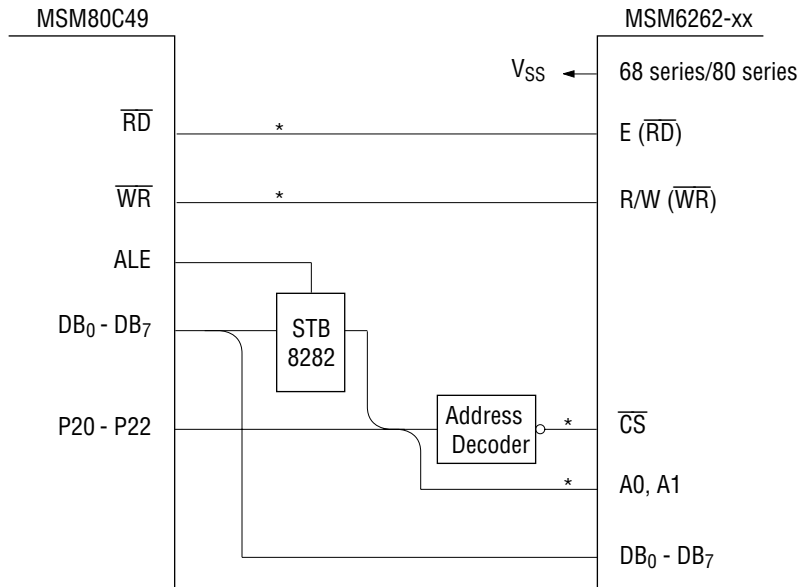 MSM80C49
MSM6262-xx
VSS
68 series/80 series
RD
*
E (RD)
WR
*
R/W (WR)
ALE
DB0 - DB7
STB
8282
P20 - P22
Address
Decoder
*
CS
*
A0, A1
DB0 - DB7